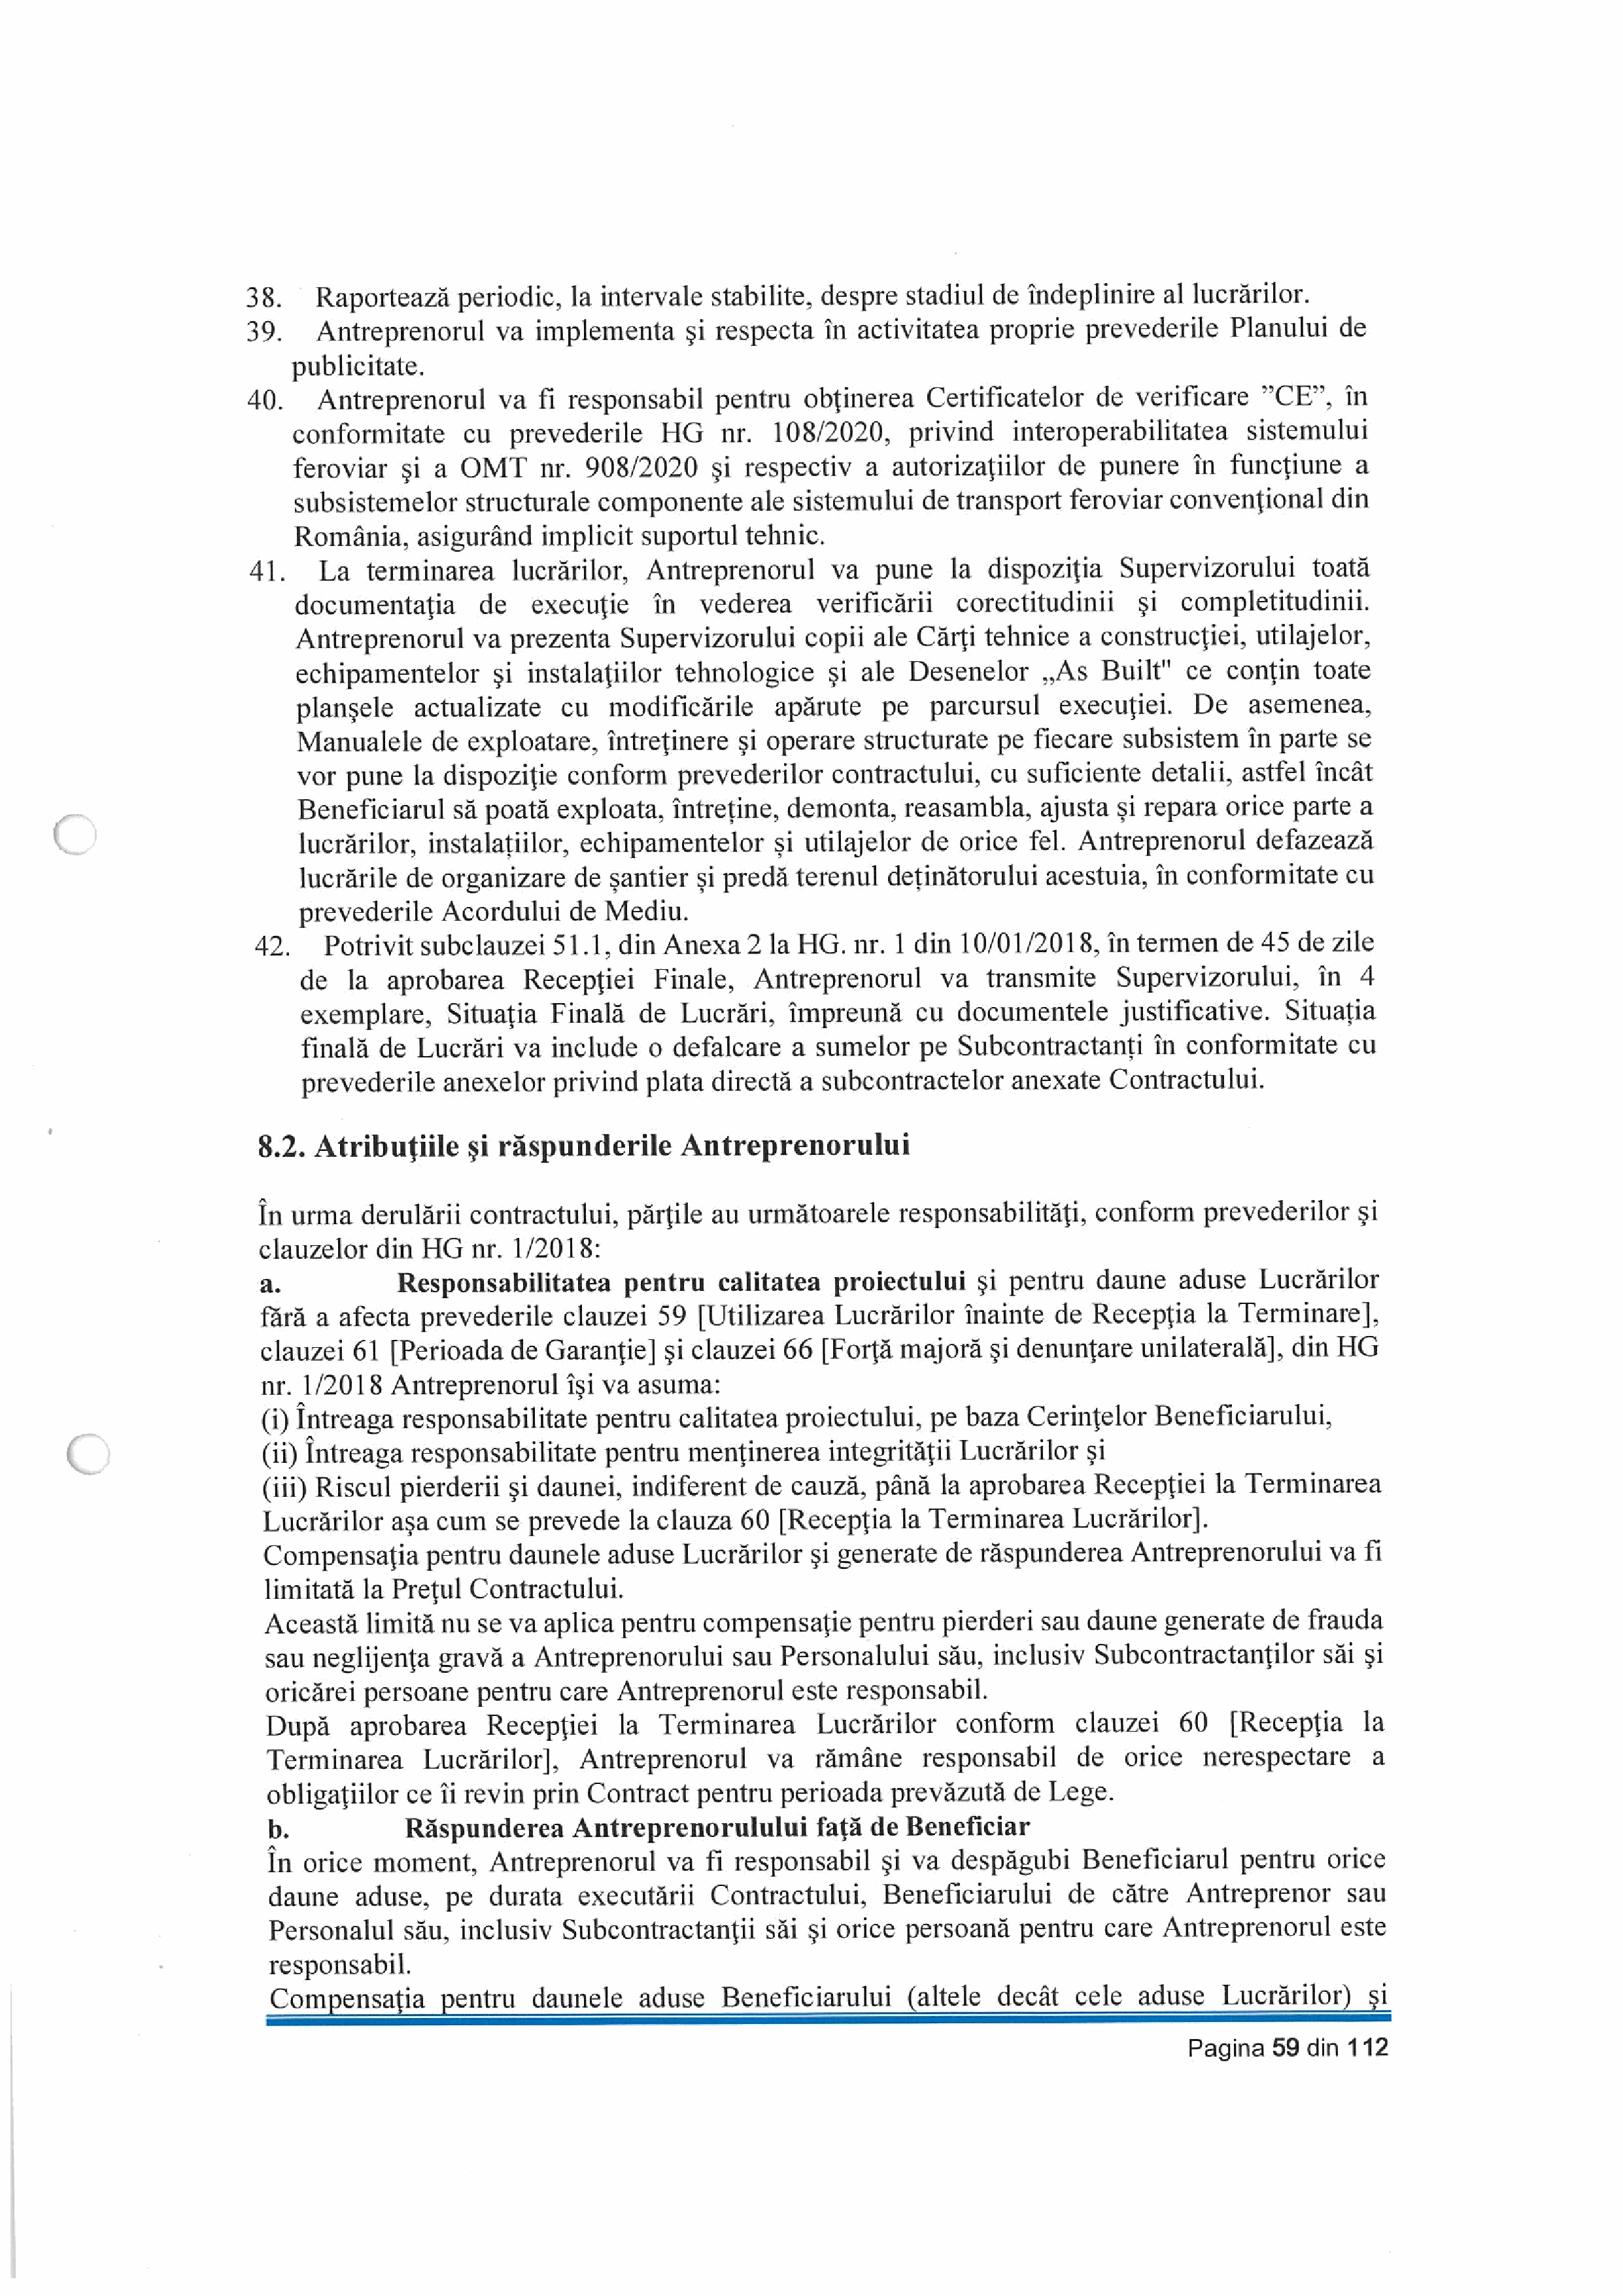 38. Raportează periodic, la intervale stabilite, despre stadiul de îndeplinire al lucrărilor.
39. Antreprenorul va implementa şi respecta în activitatea proprie prevederile Planului de
publicitate.
40. Antreprenorul va fi responsabil pentru obţinerea Certificatelor de verificare ”CE”, în
conformitate cu prevederile HG nr. 108/2020, privind interoperabilitatea sistemului
feroviar şi a OMT nr. 908/2020 şi respectiv a autorizaţiilor de punere în funcţiune a
subsistemelor structurale componente ale sistemului de transport feroviar convenţional din
România, asigurând implicit suportul tehnic.
41. La terminarea lucrărilor, Antreprenorul va pune la dispoziţia Supervizorului toată
documentaţia de execuţie în vederea verificării corectitudinii şi completitudinii.
Antreprenorul va prezenta Supervizorului copii ale Cărţi tehnice a construcţiei, utilajelor,
echipamentelor şi instalaţiilor tehnologice şi ale Desenelor „As Built" ce conţin toate
planşele actualizate cu modificările apărute pe parcursul execuţiei. De asemenea,
Manualele de exploatare, întreţinere şi operare structurate pe fiecare subsistem în parte se
vor pune la dispoziţie conform prevederilor contractului, cu suficiente detalii, astfel încât
Beneficiarul să poată exploata, întreține, demonta, reasambla, ajusta și repara orice parte a
lucrărilor, instalațiilor, echipamentelor și utilajelor de orice fel. Antreprenorul defazează
lucrările de organizare de șantier și predă terenul deținătorului acestuia, în conformitate cu
prevederile Acordului de Mediu.
42. Potrivit subclauzei 51.1, din Anexa 2 la HG. nr. 1 din 10/01/2018, în termen de 45 de zile
de la aprobarea Recepţiei Finale, Antreprenorul va transmite Supervizorului, în 4
exemplare, Situaţia Finală de Lucrări, împreună cu documentele justificative. Situația
finală de Lucrări va include o defalcare a sumelor pe Subcontractanți în conformitate cu
prevederile anexelor privind plata directă a subcontractelor anexate Contractului.
8.2. Atribuţiile şi răspunderile Antreprenorului
În urma derulării contractului, părţile au următoarele responsabilităţi, conform prevederilor şi
clauzelor din HG nr. 1/2018:
a. Responsabilitatea pentru calitatea proiectului şi pentru daune aduse Lucrărilor
fără a afecta prevederile clauzei 59 [Utilizarea Lucrărilor înainte de Recepţia la Terminare],
clauzei 61 [Perioada de Garanţie] şi clauzei 66 [Forţă majoră şi denunţare unilaterală], din HG
nr. 1/2018 Antreprenorul îşi va asuma:
(i) Întreaga responsabilitate pentru calitatea proiectului, pe baza Cerinţelor Beneficiarului,
(ii) Întreaga responsabilitate pentru menţinerea integrităţii Lucrărilor şi
(iii) Riscul pierderii şi daunei, indiferent de cauză, până la aprobarea Recepţiei la Terminarea
Lucrărilor aşa cum se prevede la clauza 60 [Recepţia la Terminarea Lucrărilor].
Compensaţia pentru daunele aduse Lucrărilor şi generate de răspunderea Antreprenorului va fi
limitată la Preţul Contractului.
Această limită nu se va aplica pentru compensaţie pentru pierderi sau daune generate de frauda
sau neglijenţa gravă a Antreprenorului sau Personalului său, inclusiv Subcontractanţilor săi şi
oricărei persoane pentru care Antreprenorul este responsabil.
După aprobarea Recepţiei la Terminarea Lucrărilor conform clauzei 60 [Recepţia la
Terminarea Lucrărilor], Antreprenorul va rămâne responsabil de orice nerespectare a
obligaţiilor ce îi revin prin Contract pentru perioada prevăzută de Lege.
b. Răspunderea Antreprenorulului faţă de Beneficiar
În orice moment, Antreprenorul va fi responsabil şi va despăgubi Beneficiarul pentru orice
daune aduse, pe durata executării Contractului, Beneficiarului de către Antreprenor sau
Personalul său, inclusiv Subcontractanţii săi şi orice persoană pentru care Antreprenorul este
responsabil.
Compensaţia pentru daunele aduse Beneficiarului (altele decât cele aduse Lucrărilor) şi
Pagina 59 din 112